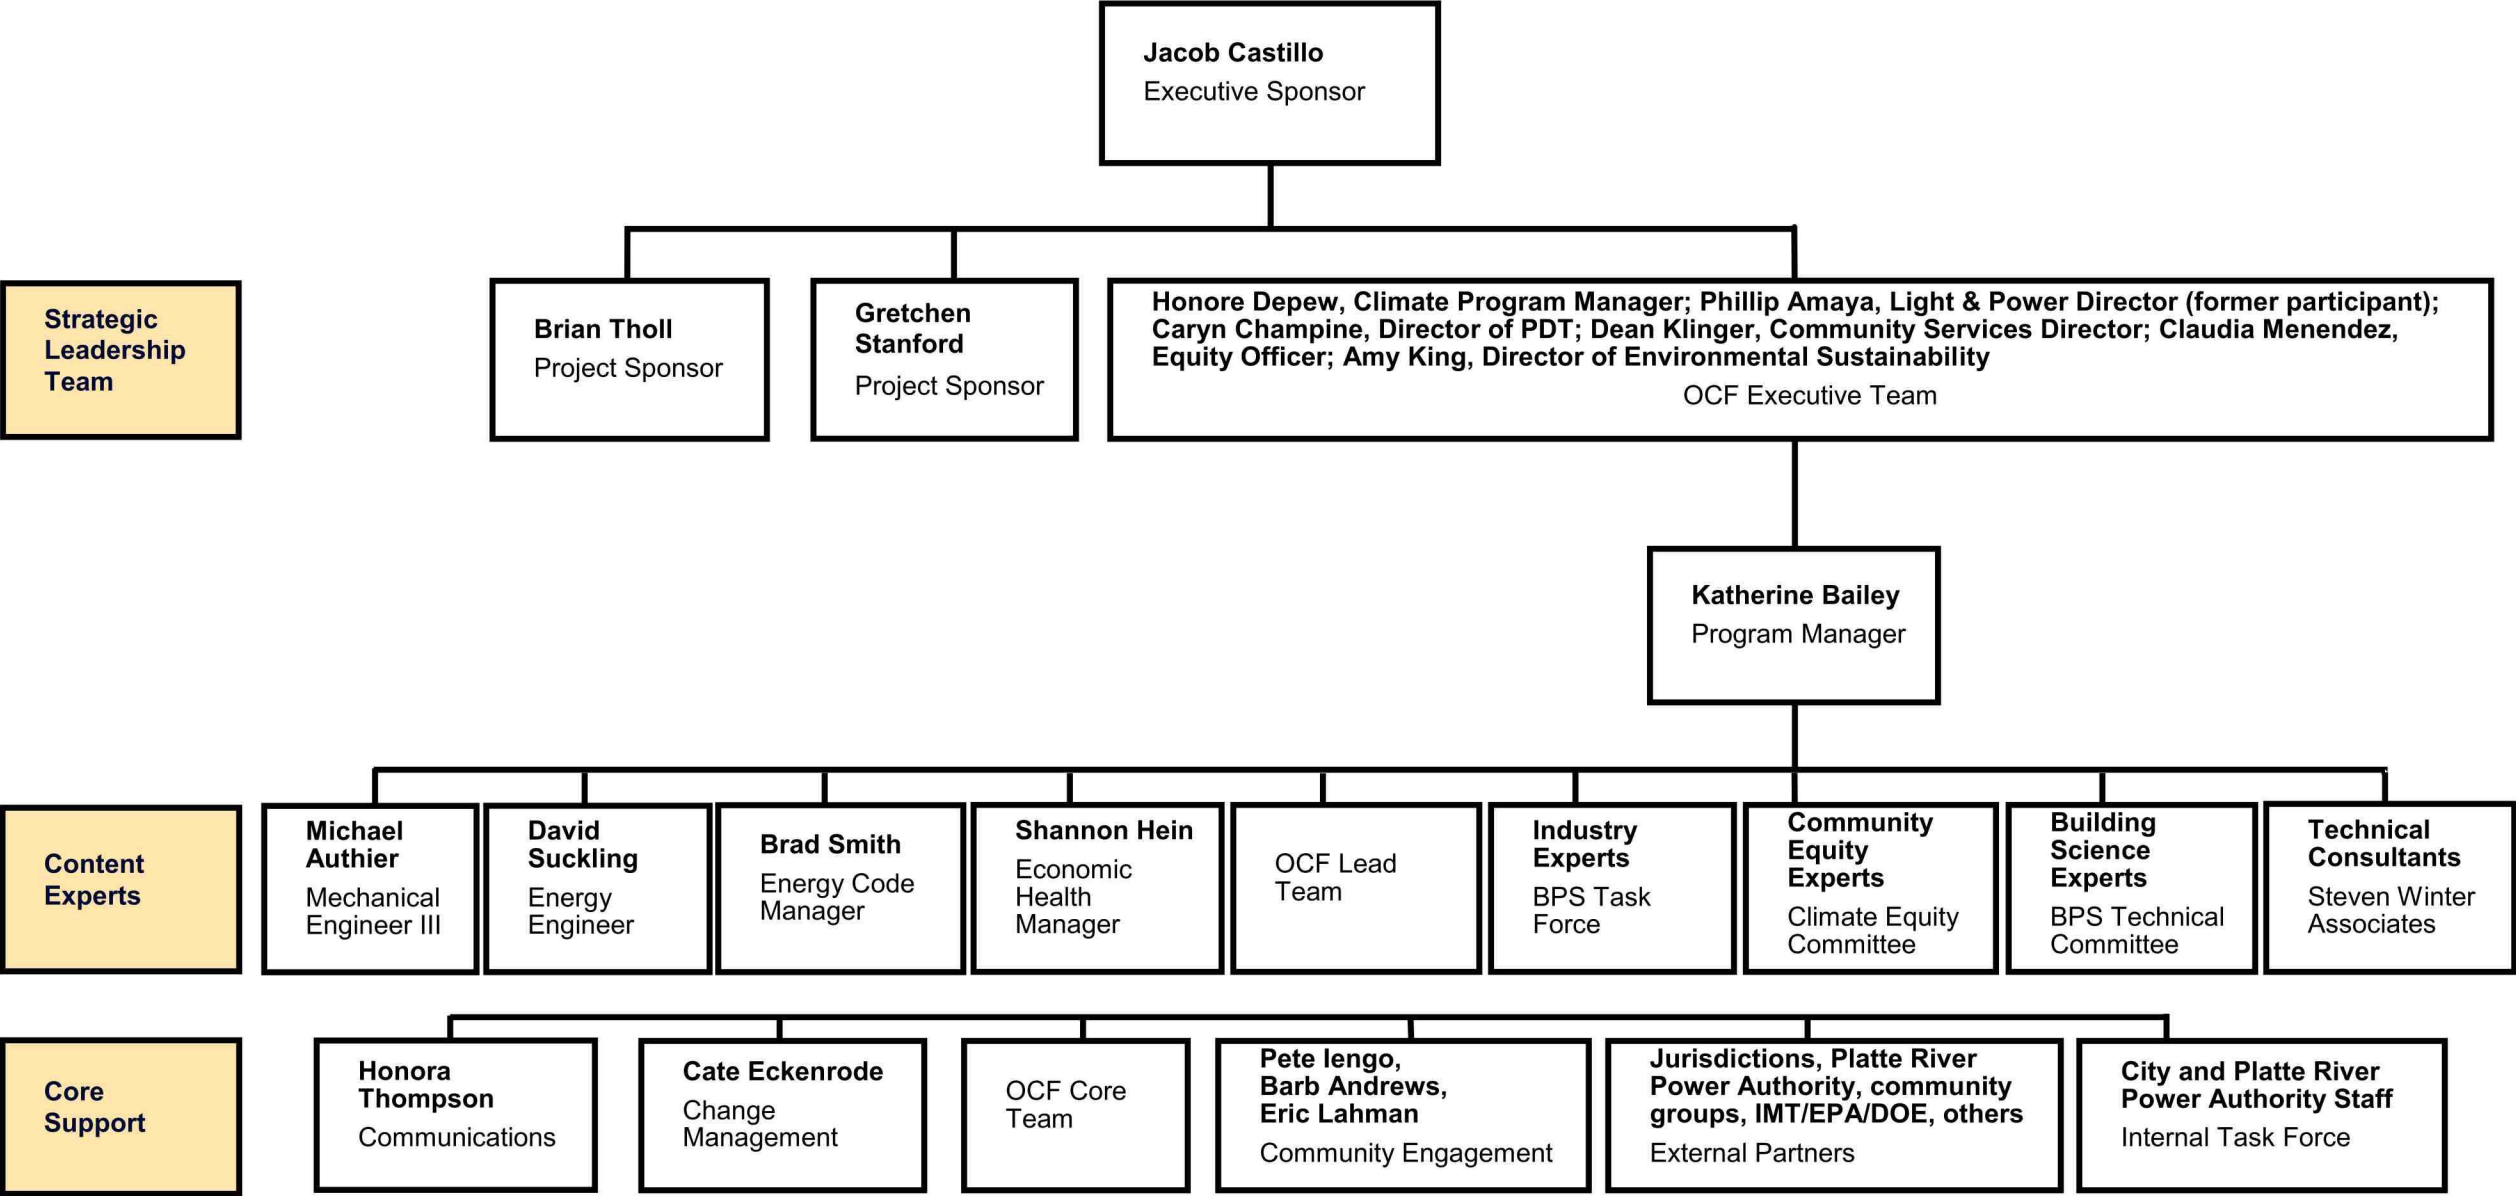 Jacob Castillo
Executive Sponsor
Strategic
Leadership
Team
Brian Tholl
Project Sponsor
Gretchen
Stanford
Project Sponsor
Honore Depew, Climate Program Manager; Phillip Amaya, Light & Power Director (former participant);
Caryn Champine, Director of PDT; Dean Klinger, Community Services Director; Claudia Menendez,
Equity Officer; Amy King, Director of Environmental Sustainability
OCF Executive Team
Katherine Bailey
Program Manager
Content
Experts
Michael
Authier
Mechanical
Engineer III
David
Suckling
Energy
Engineer
Brad Smith
Energy Code
Manager
Shannon Hein
Economic
Health
Manager
OCF Lead
Team
Industry
Experts
BPS Task
Force
Community
Equity
Experts
Climate Equity
Committee
Building
Science
Experts
BPS Technical
Committee
Technical
Consultants
Steven Winter
Associates
Core
Support
Honora
Thompson
Communications
Cate Eckenrode
Change
Management
OCF Core
Team
Pete Iengo,
Barb Andrews,
Eric Lahman
Community Engagement
Jurisdictions, Platte River
Power Authority, community
groups, IMT/EPA/DOE, others
External Partners
City and Platte River
Power Authority Staff
Internal Task Force